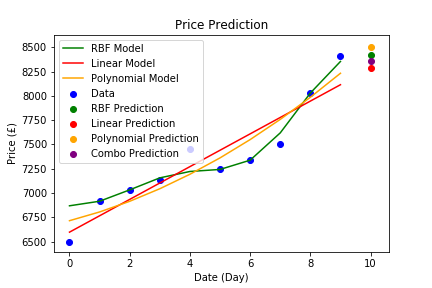 Price Prediction
8500
8250
8000
7750
7500
7250
7000
6750
6500
Price (£)
RBF Model
Linear Model
Polynomial Model
Data
RBF Prediction
Linear Prediction
Polynomial Prediction
Combo Prediction
0 2 4 6 8 10
Date (Day)